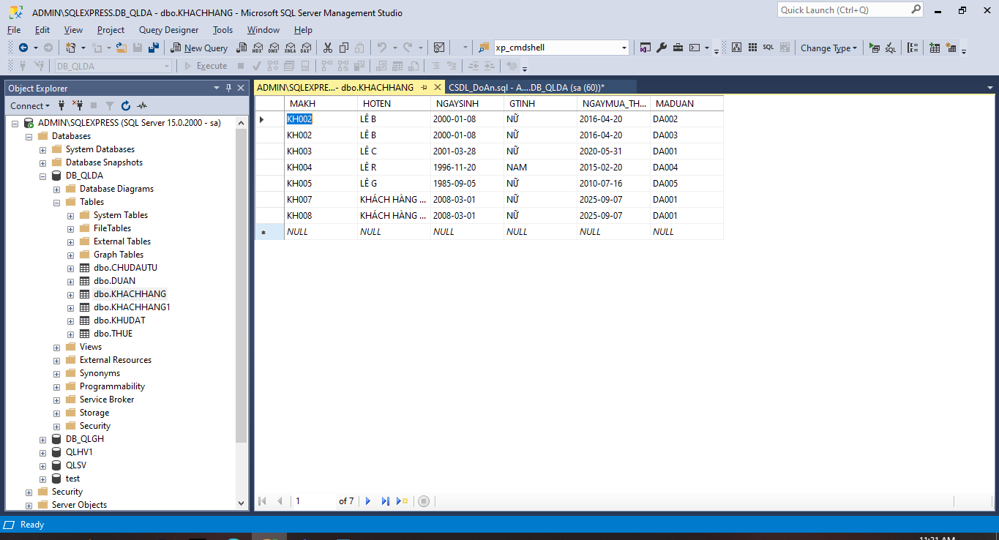 ADMIN\SQLEXPRESS.DB_QLDA - dbo.KHACHHANG - Microsoft SQL Server Management Studio
Quick Launch (Ctrl+Q)
File Edit View Project Query Designer Tools Window Help
New Query MDX DMX XMLA DAX xp_cmdshell SQL Change Type SQL
DB_QLDA Execute
Object Explorer
Connect
ADMIN\SQLEXPRESS (SQL Server 15.0.2000 - sa)
Databases
System Databases
Database Snapshots
DB_QLDA
Database Diagrams
Tables
System Tables
FileTables
External Tables
Graph Tables
dbo.CHUDAUTU
dbo.DUAN
dbo.KHACHHANG
dbo.KHACHHANG1
dbo.KHUDAT
dbo.THUE
Views
External Resources
Synonyms
Programmability
Service Broker
Storage
Security
DB_QLGH
QLHV1
QLSV
test
Security
Server Objects
ADMIN\SQLEXPRE...- dbo.KHACHHANG CSDL_DoAn.sql - A....DB_QLDA (sa (60))*
MAKH HOTEN NGAYSINH GTINH NGAYMUA_TH... MADUAN
KH002 LÊ B 2000-01-08 NỮ 2016-04-20 DA002
KH002 LÊ B 2000-01-08 NỮ 2016-04-20 DA003
KH003 LÊ C 2001-03-28 NỮ 2020-05-31 DA001
KH004 LÊ R 1996-11-20 NAM 2015-02-20 DA004
KH005 LÊ G 1985-09-05 NỮ 2010-07-16 DA005
KH007 KHÁCH HÀNG ... 2008-03-01 NỮ 2025-09-07 DA001
KH008 KHÁCH HÀNG ... 2008-03-01 NỮ 2025-09-07 DA001
NULL NULL NULL NULL NULL NULL
1 of 7
Ready
11:21 AM